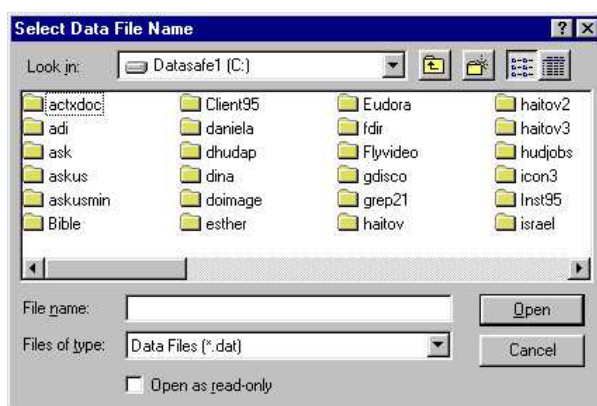 Select Data File Name
Look in: Datasafe1 (C:)
actxdoc Client95 Eudora haitov2
adi daniela fdir haitov3
ask dhudap Flyvideo hudjobs
askus dina gdisco icon3
askusmin doimage grep21 Inst95
Bible esther haitov israel
File name: Open
Files of type: Data Files (*.dat) Cancel
Open as read-only